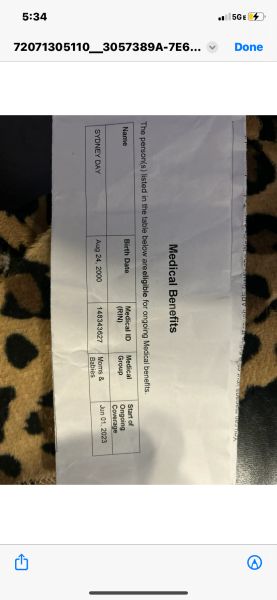 5:34
5GE
72071305110__3057389A-7E6...
Done
Medical Benefits
The person(s) listed in the table below are eligible for ongoing Medical benefits.
Name Birth Date Medical ID (RIN) Medical Group Start of Ongoing Coverage
SYDNEY DAY Aug 24, 2000 148343627 Moms & Babies Jun 01, 2023